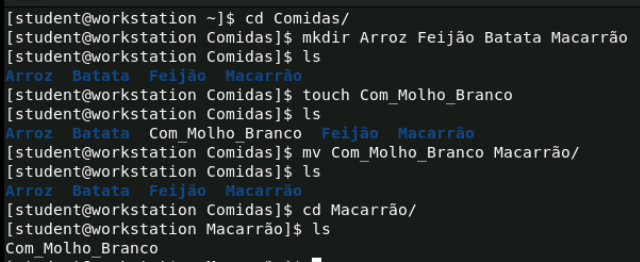 [student@workstation ~]$ cd Comidas/
[student@workstation Comidas]$ mkdir Arroz Feijão Batata Macarrão
[student@workstation Comidas]$ ls
Arroz  Batata  Feijão  Macarrão
[student@workstation Comidas]$ touch Com_Molho_Branco
[student@workstation Comidas]$ ls
Arroz  Batata  Com_Molho_Branco  Feijão  Macarrão
[student@workstation Comidas]$ mv Com_Molho_Branco Macarrão/
[student@workstation Comidas]$ ls
Arroz  Batata  Feijão  Macarrão
[student@workstation Comidas]$ cd Macarrão/
[student@workstation Macarrão]$ ls
Com_Molho_Branco